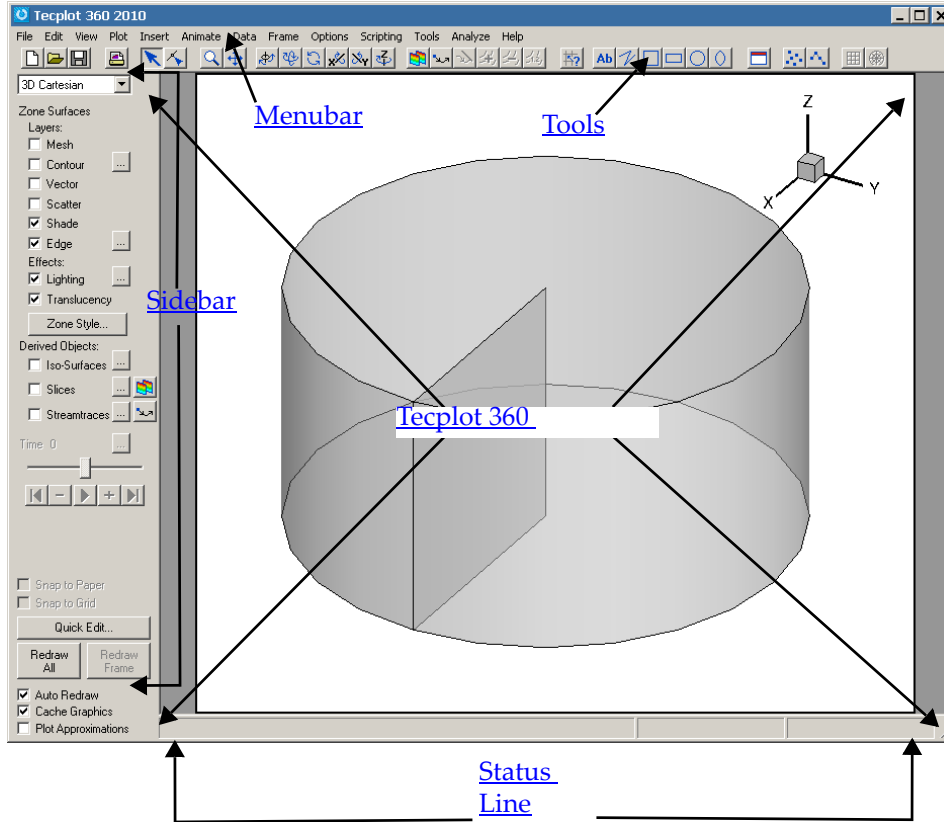 Tecplot 360 2010
File Edit View Plot Insert Animate Data Frame Options Scripting Tools Analyze Help
Ab
3D Cartesian
Menubar
Tools
Zone Surfaces
Layers:
Mesh
Contour ...
Vector
Scatter
Shade
Edge ...
Effects:
Lighting ...
Translucency
Zone Style...
Sidebar
Derived Objects:
Iso-Surfaces ...
Slices ...
Streamtraces ...
Time 0 ...
Z
Y
X
Tecplot 360
Snap to Paper
Snap to Grid
Quick Edit...
Redraw All
Redraw Frame
Auto Redraw
Cache Graphics
Plot Approximations
Status
Line